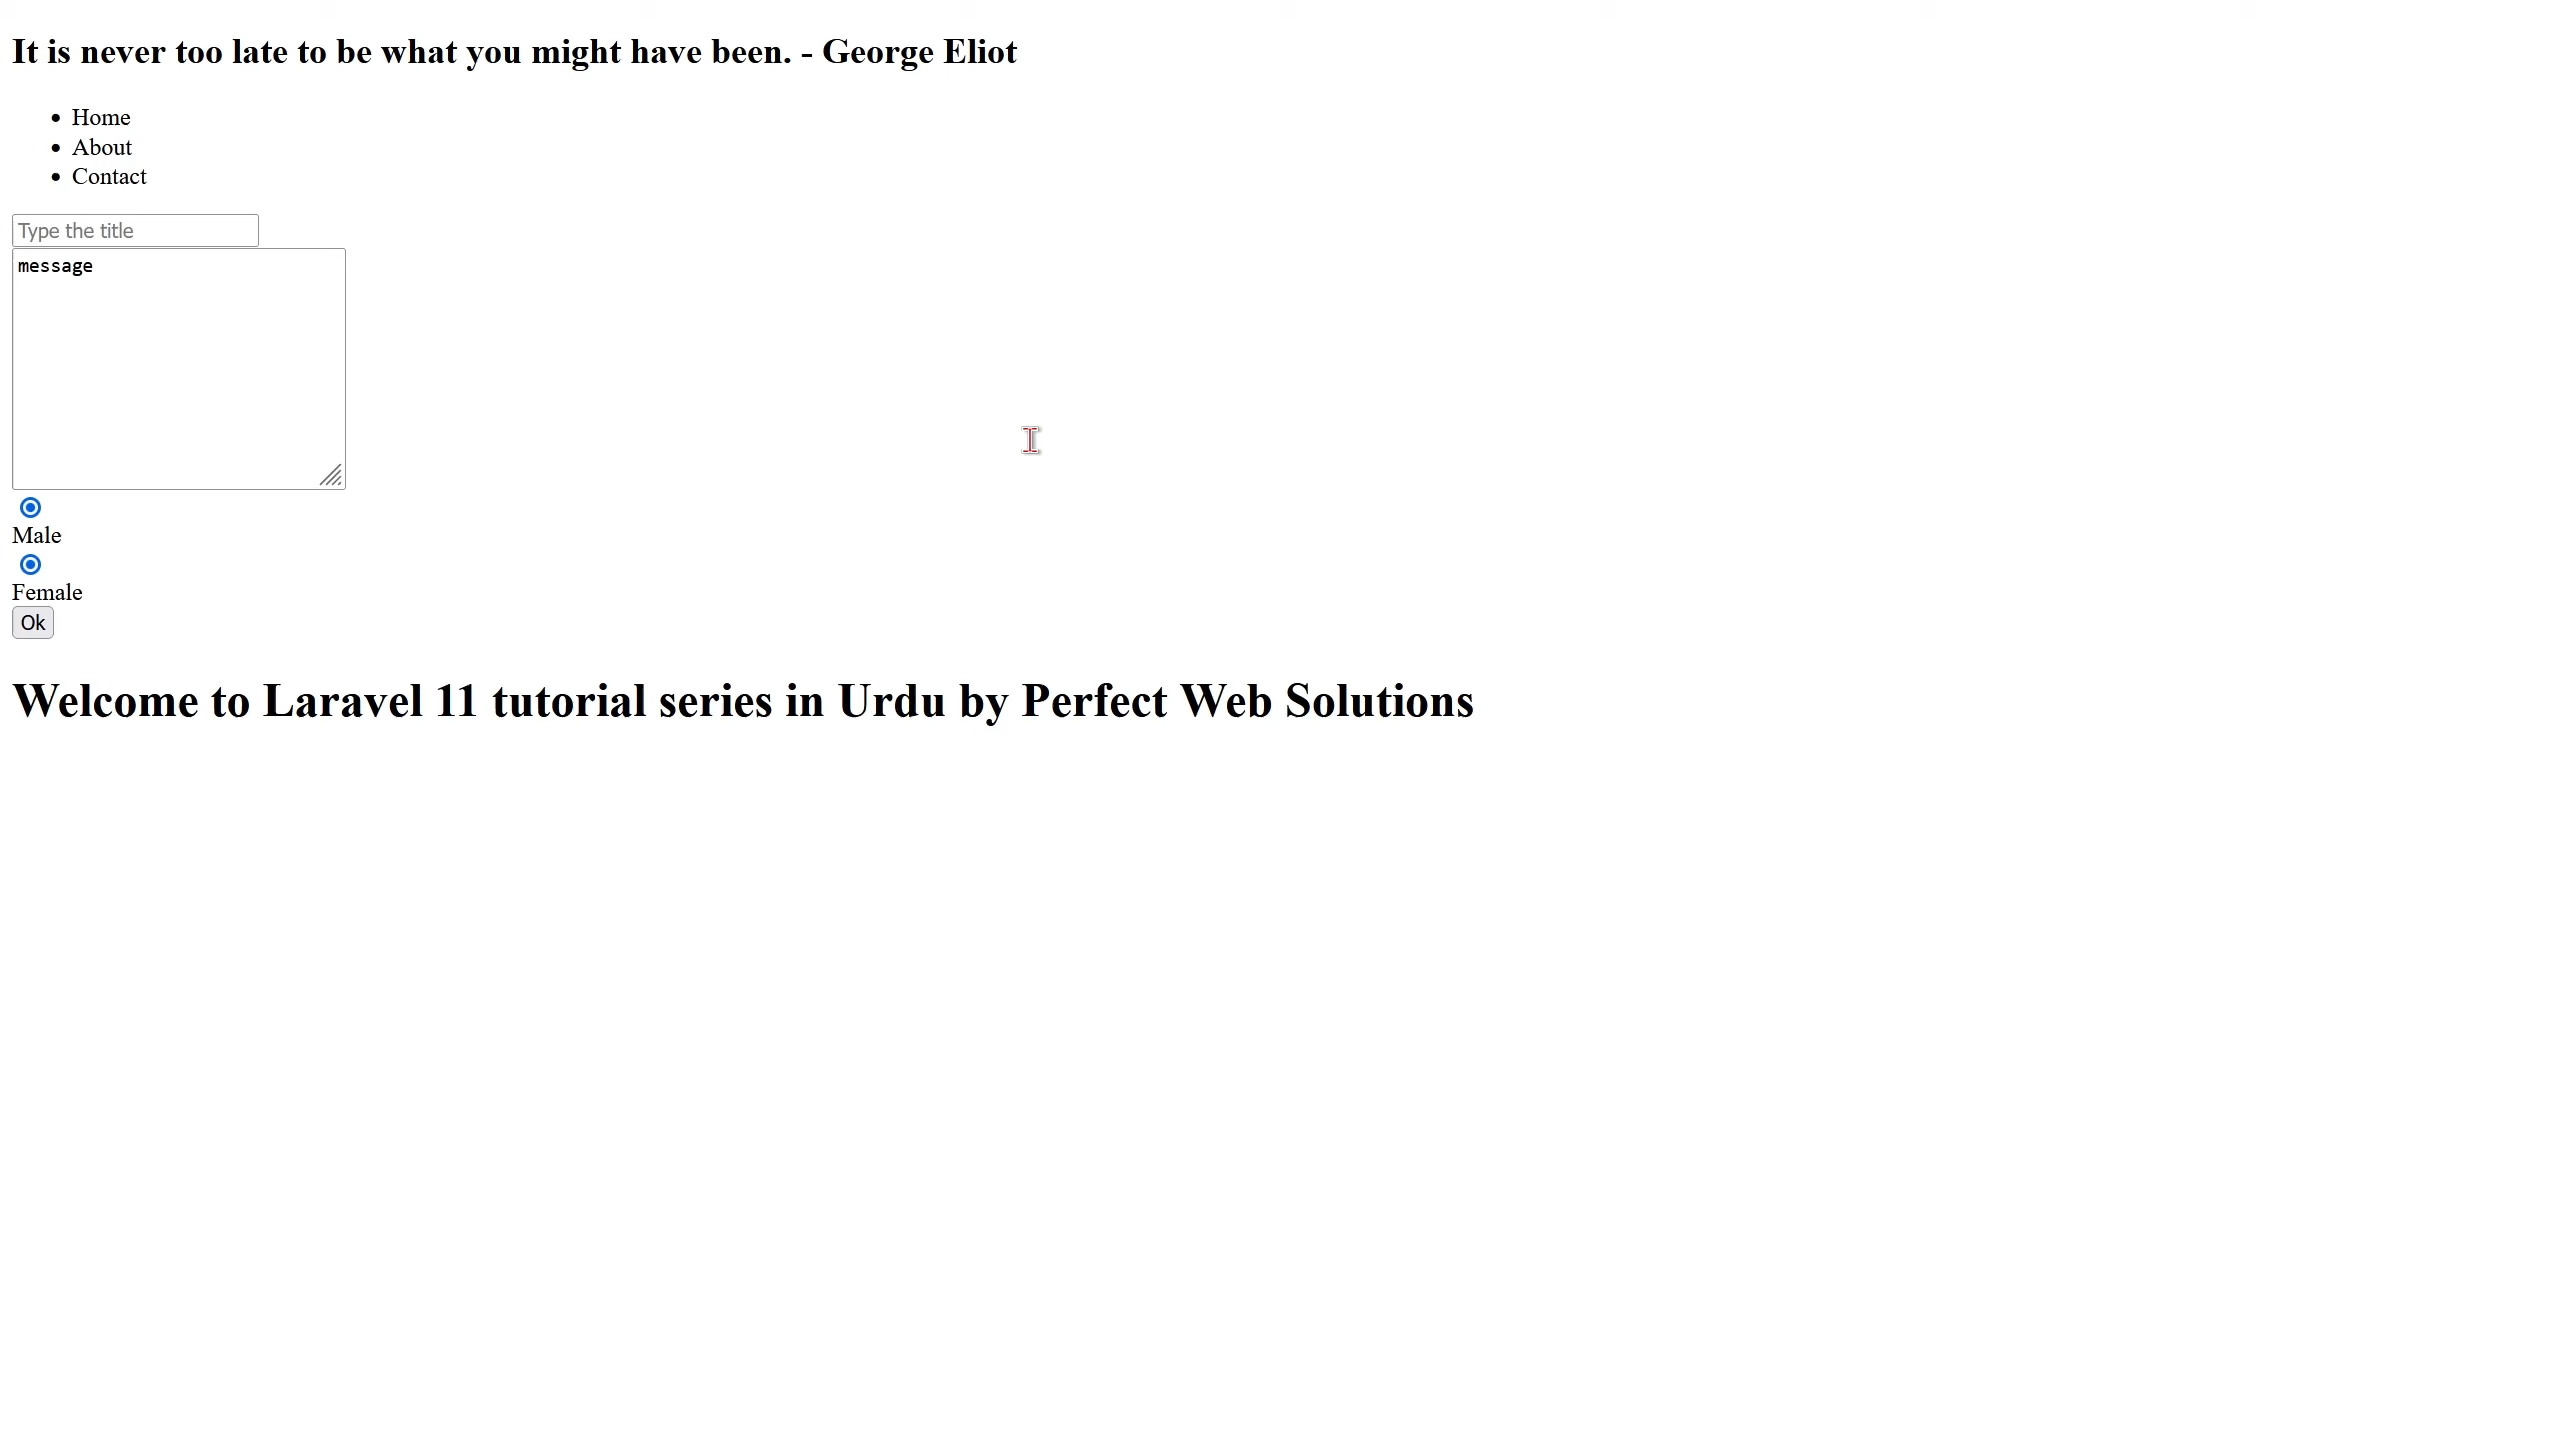 It is never too late to be what you might have been. - George Eliot
Home
About
Contact
Type the title
message
Male
Female
Ok
Welcome to Laravel 11 tutorial series in Urdu by Perfect Web Solutions